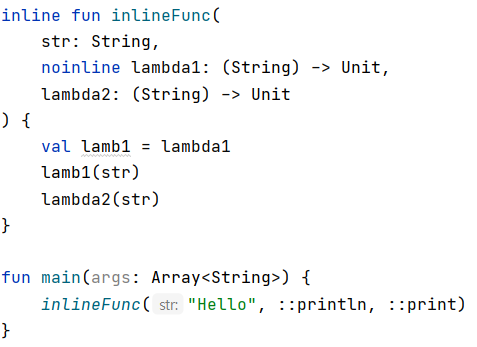 inline fun inlineFunc(
    str: String,
    noinline lambda1: (String) -> Unit,
    lambda2: (String) -> Unit
) {
    val lamb1 = lambda1
    lamb1(str)
    lambda2(str)
}

fun main(args: Array<String>) {
    inlineFunc( str: "Hello", ::println, ::print)
}